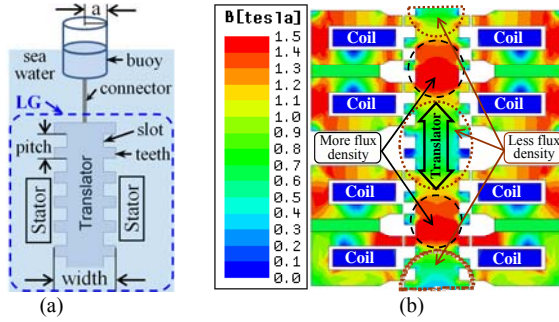 a
sea
water
buoy
connector
LG
slot
pitch
teeth
Translator
Stator
Stator
width
(a)
B[tesla]
1.5
1.4
1.3
1.2
1.1
1.0
0.9
0.8
0.7
0.6
0.5
0.4
0.3
0.2
0.1
0.0
Coil
Coil
Coil
Coil
More flux
density
Translator
Less flux
density
Coil
Coil
Coil
Coil
(b)